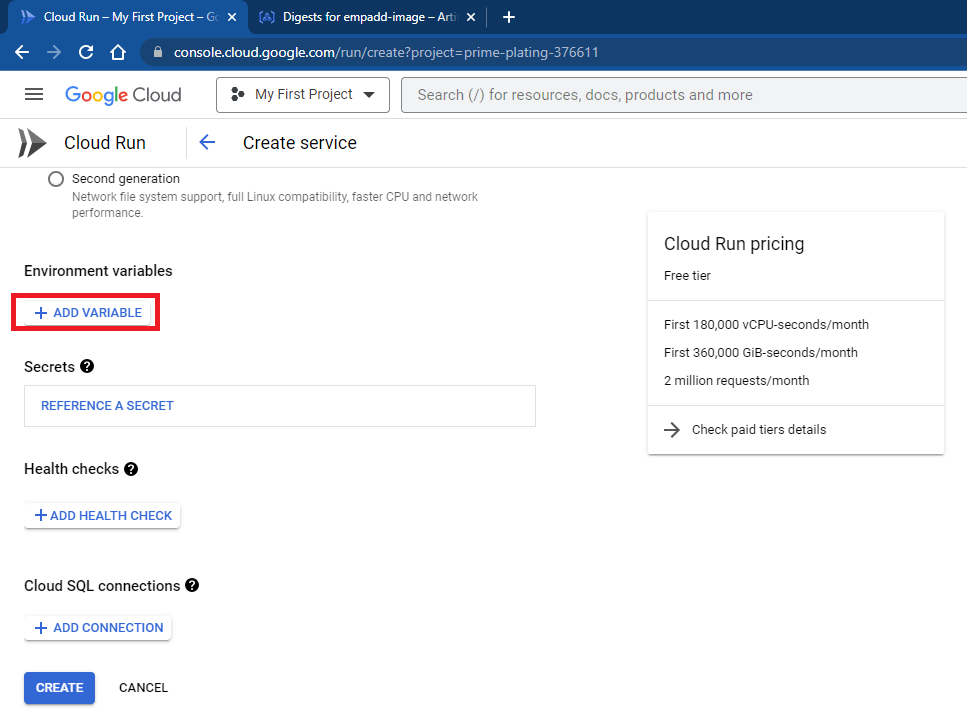 Cloud Run – My First Project – Go
Digests for empadd-image – Arti
console.cloud.google.com/run/create?project=prime-plating-376611
Google Cloud
My First Project
Search (/) for resources, docs, products and more
Cloud Run
Create service
Second generation
Network file system support, full Linux compatibility, faster CPU and network
performance.
Environment variables
ADD VARIABLE
Secrets
REFERENCE A SECRET
Health checks
ADD HEALTH CHECK
Cloud SQL connections
ADD CONNECTION
CREATE
CANCEL
Cloud Run pricing
Free tier
First 180,000 vCPU-seconds/month
First 360,000 GiB-seconds/month
2 million requests/month
Check paid tiers details